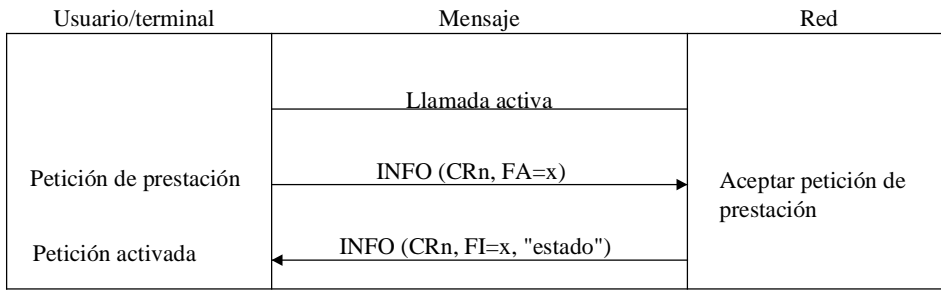 Usuario/terminal Mensaje Red
Llamada activa
Petición de prestación INFO (CRn, FA=x) Aceptar petición de
prestación
Petición activada INFO (CRn, FI=x, "estado")